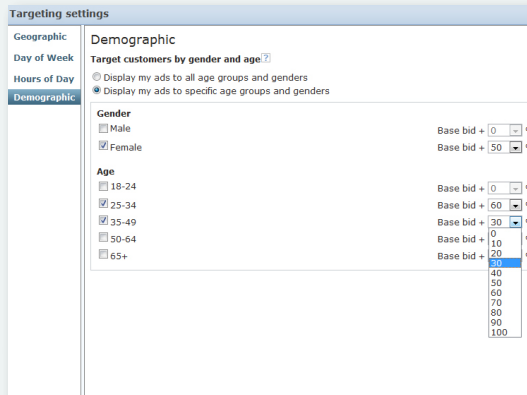 Targeting settings
Geographic
Day of Week
Hours of Day
Demographic
Demographic
Target customers by gender and age ?
Display my ads to all age groups and genders
Display my ads to specific age groups and genders
Gender
Male Base bid + 0
Female Base bid + 50
Age
18-24 Base bid + 0
25-34 Base bid + 60
35-49 Base bid + 30
50-64 Base bid +
65+ Base bid +
0
10
20
30
40
50
60
70
80
90
100